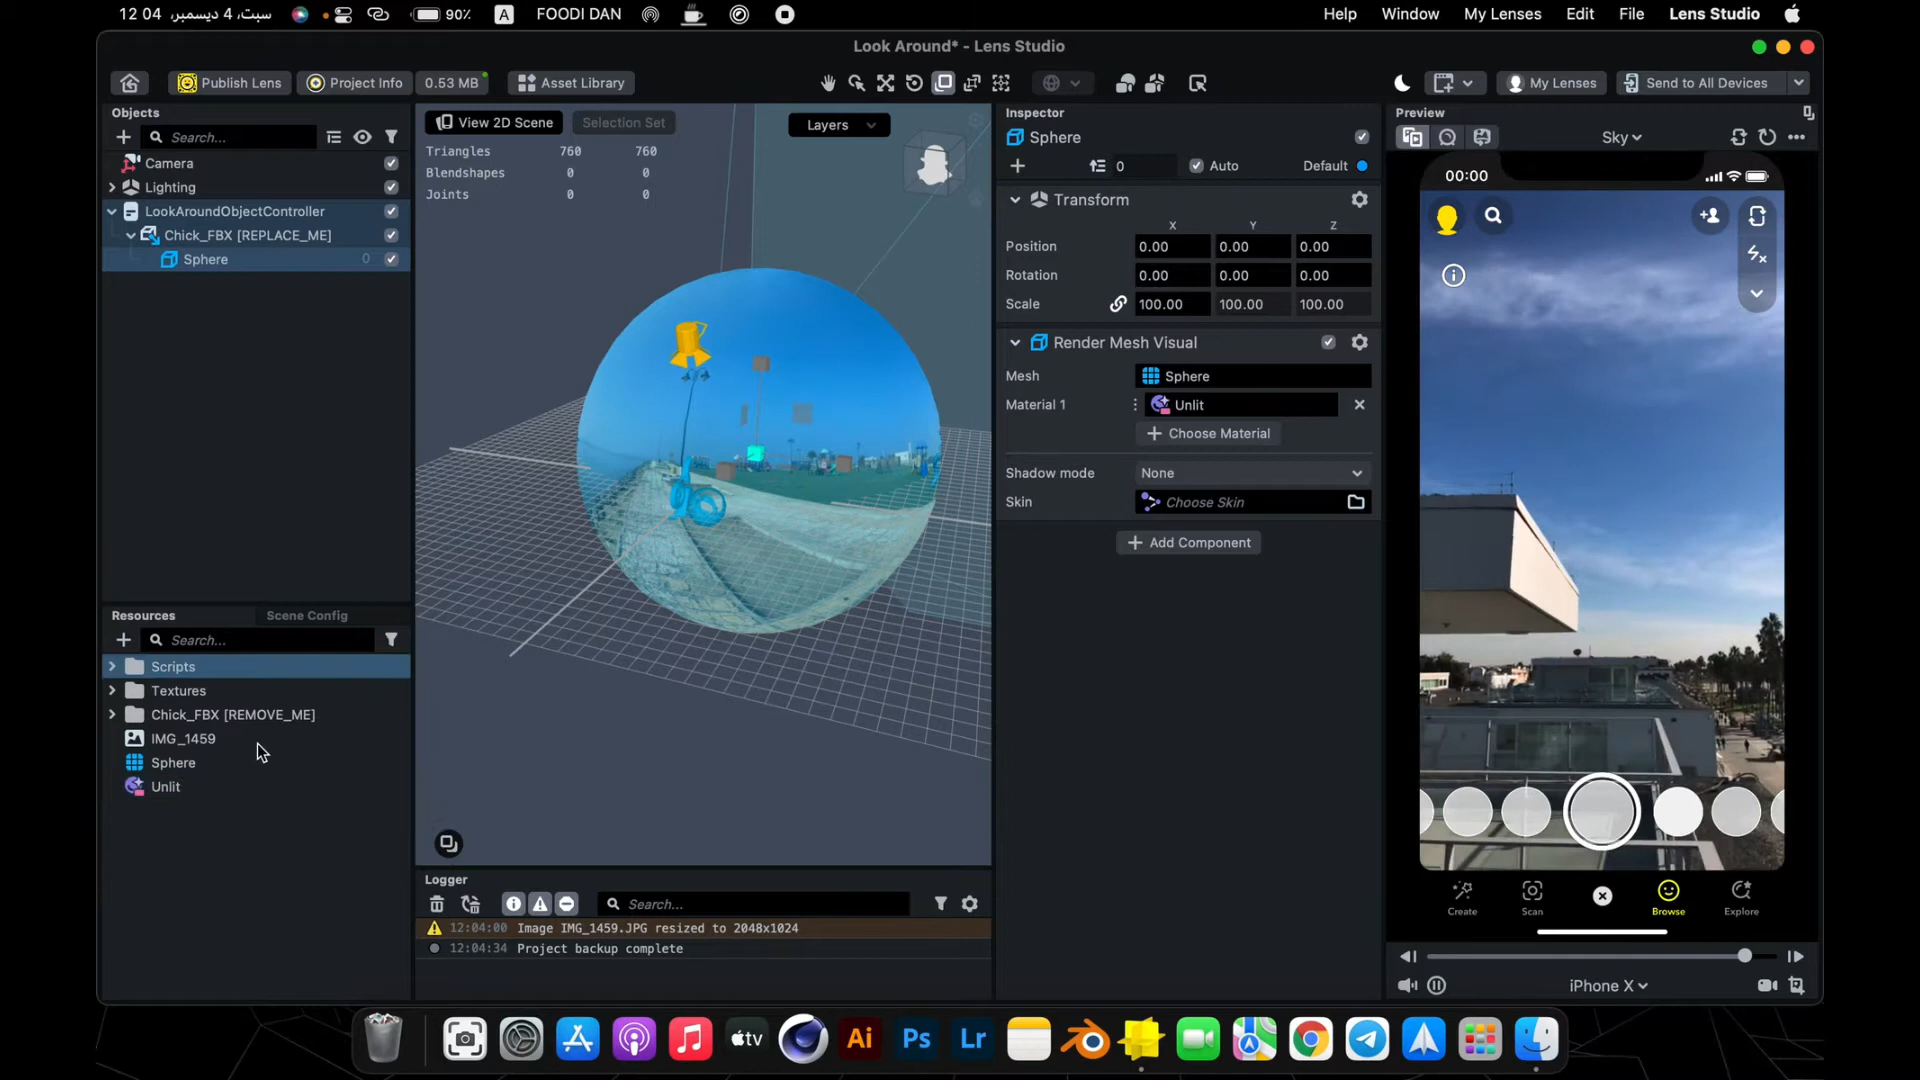 سبت، 4 ديسمبر 04 12
90%
A
FOODI DAN
Help
Window
My Lenses
Edit
File
Lens Studio
Look Around* - Lens Studio
Publish Lens
Project Info
0.53 MB
Asset Library
My Lenses
Send to All Devices
Objects
Search...
Camera
Lighting
LookAroundObjectController
Chick_FBX [REPLACE_ME]
Sphere
0
Resources
Scene Config
Search...
Scripts
Textures
Chick_FBX [REMOVE_ME]
IMG_1459
Sphere
Unlit
View 2D Scene
Selection Set
Layers
Triangles 760 760
Blendshapes 0 0
Joints 0 0
Logger
Search...
12:04:00 Image IMG_1459.JPG resized to 2048x1024
12:04:34 Project backup complete
Inspector
Sphere
0
Auto
Default
Transform
X Y Z
Position 0.00 0.00 0.00
Rotation 0.00 0.00 0.00
Scale 100.00 100.00 100.00
Render Mesh Visual
Mesh Sphere
Material 1 Unlit
Choose Material
Shadow mode None
Skin Choose Skin
Add Component
Preview
Sky
00:00
Create
Scan
Browse
Explore
iPhone X
tv
Ai
Ps
Lr